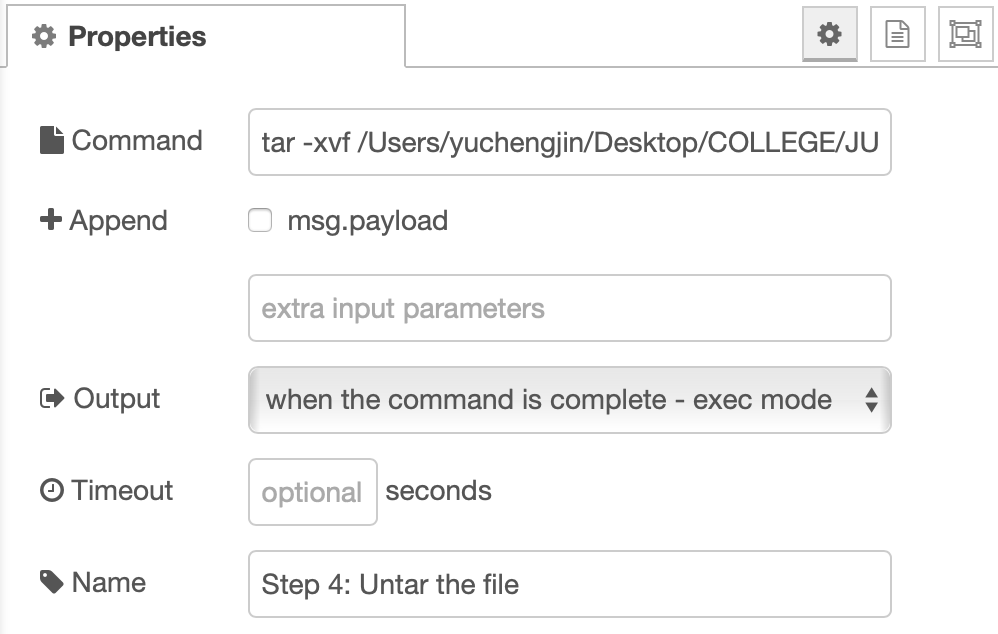 Properties
Command
tar -xvf /Users/yuchengjin/Desktop/COLLEGE/JU
Append
msg.payload
extra input parameters
Output
when the command is complete - exec mode
Timeout
optional
seconds
Name
Step 4: Untar the file